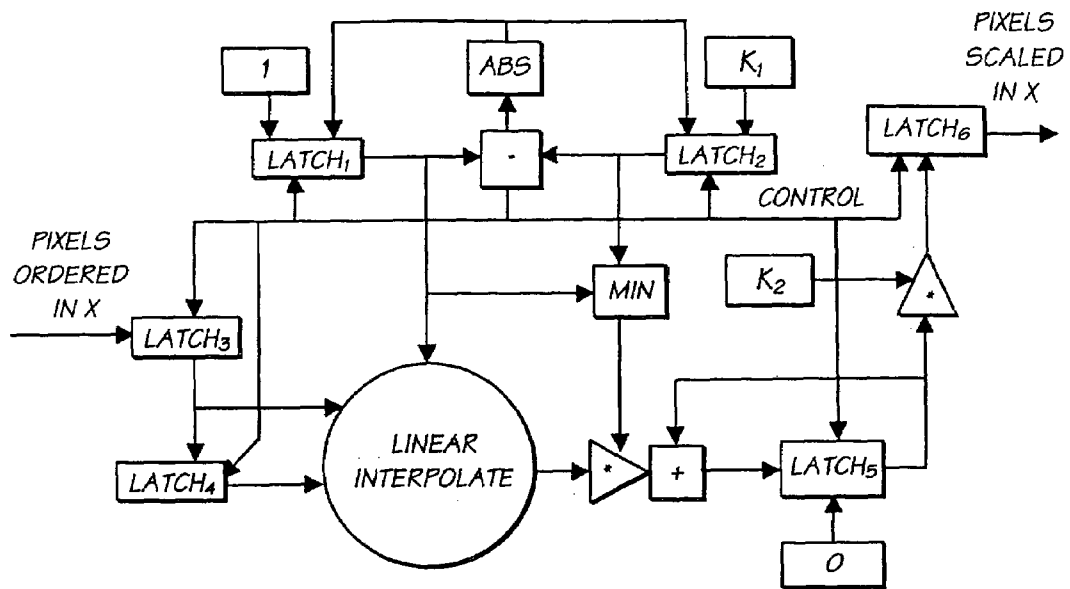 PIXELS
SCALED
IN X
1
ABS
K₁
LATCH₁
-
LATCH₂
LATCH₆
CONTROL
PIXELS
ORDERED
IN X
K₂
*
MIN
LATCH₃
LINEAR
INTERPOLATE
*
+
LATCH₄
LATCH₅
0